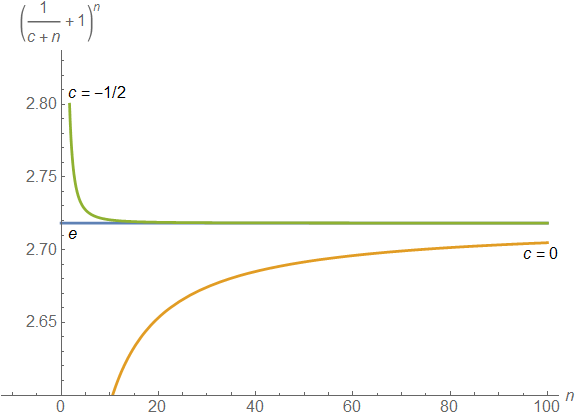 (1/(c + n) + 1)^n
c = −1/2
2.80
2.75
e
2.70
c = 0
2.65
0 20 40 60 80 100 n